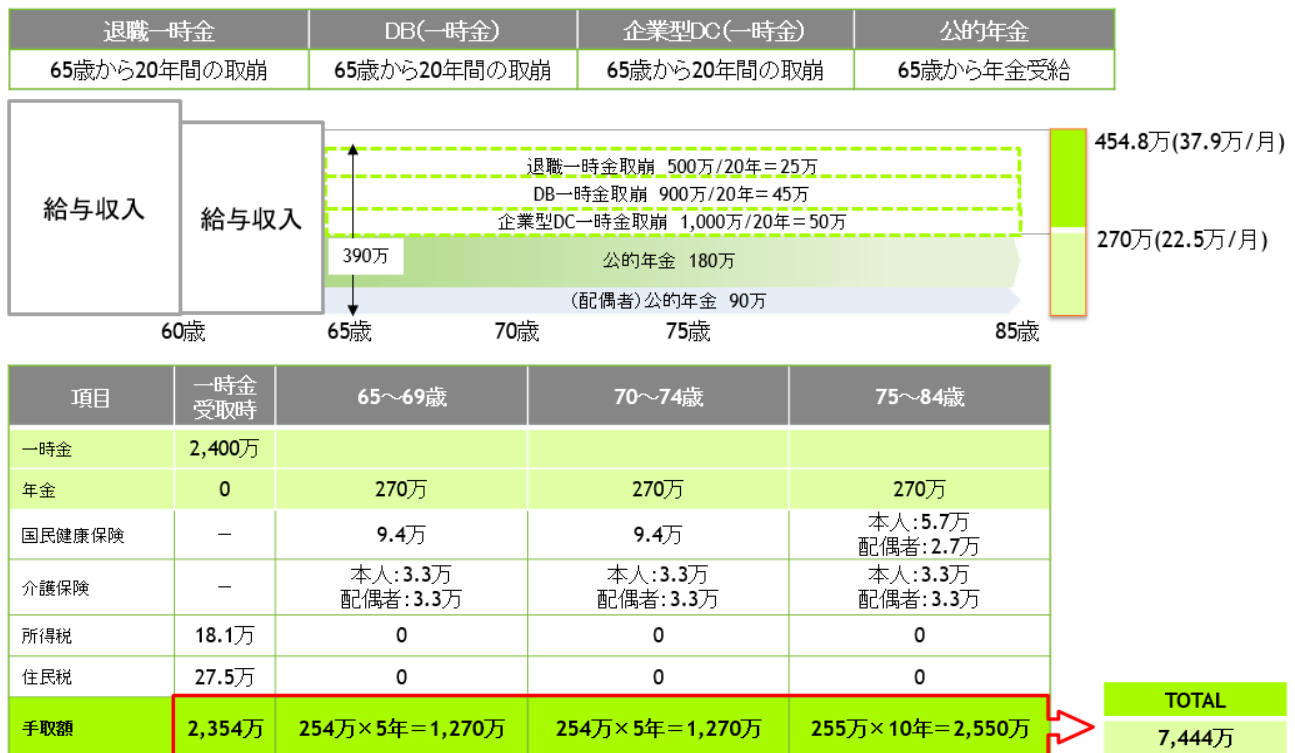 退職一時金 DB(一時金) 企業型DC(一時金) 公的年金
65歳から20年間の取崩 65歳から20年間の取崩 65歳から20年間の取崩 65歳から年金受給
給与収入
給与収入
退職一時金取崩 500万/20年＝25万
DB一時金取崩 900万/20年＝45万
企業型DC一時金取崩 1,000万/20年＝50万
390万
公的年金 180万
(配偶者)公的年金 90万
454.8万(37.9万/月)
270万(22.5万/月)
60歳 65歳 70歳 75歳 85歳
項目 一時金 65～69歳 70～74歳 75～84歳
受取時
一時金 2,400万
年金 0 270万 270万 270万
国民健康保険 － 9.4万 9.4万 本人:5.7万
配偶者:2.7万
介護保険 － 本人:3.3万 本人:3.3万 本人:3.3万
配偶者:3.3万 配偶者:3.3万 配偶者:3.3万
所得税 18.1万 0 0 0
住民税 27.5万 0 0 0
手取額 2,354万 254万×5年＝1,270万 254万×5年＝1,270万 255万×10年＝2,550万
TOTAL
7,444万